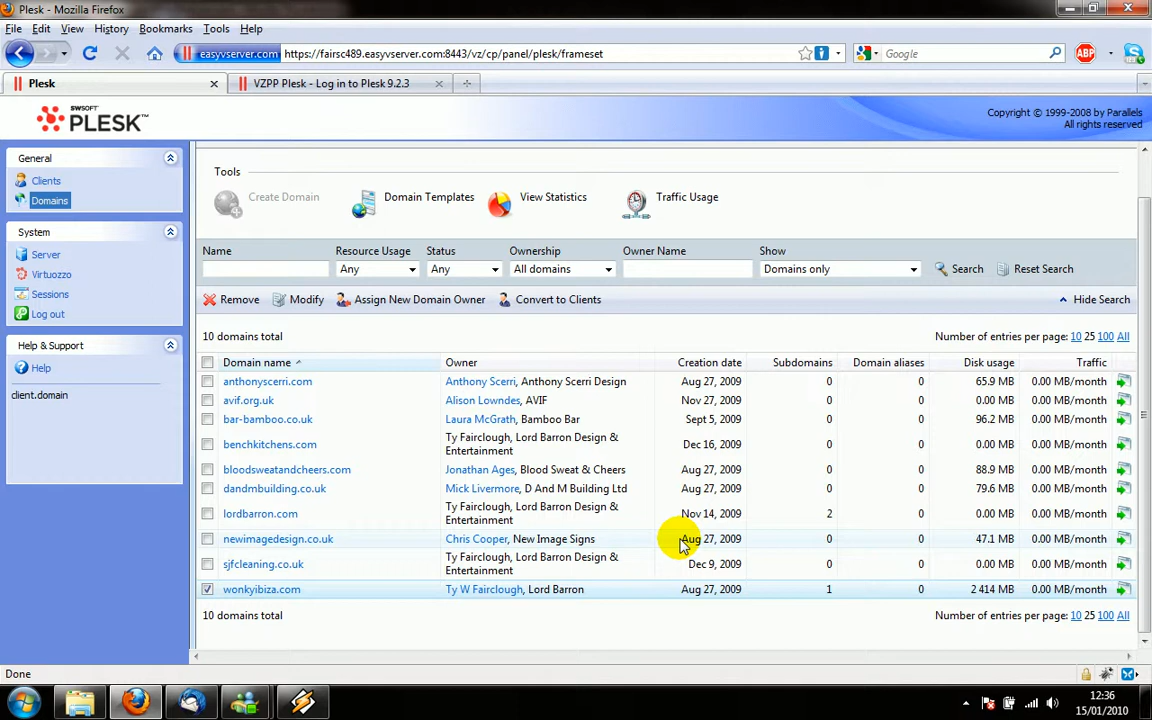 Plesk - Mozilla Firefox
File Edit View History Bookmarks Tools Help
easyvserver.com https://fairsc489.easyvserver.com:8443/vz/cp/panel/plesk/frameset Google ABP
Plesk VZPP Plesk - Log in to Plesk 9.2.3
SWSOFT
PLESK™
Copyright © 1999-2008 by Parallels
All rights reserved
General
Clients
Domains
System
Server
Virtuozzo
Sessions
Log out
Help & Support
Help
client.domain
Tools
Create Domain Domain Templates View Statistics Traffic Usage
Name Resource Usage Status Ownership Owner Name Show
Any Any All domains Domains only Search Reset Search
Remove Modify Assign New Domain Owner Convert to Clients Hide Search
10 domains total Number of entries per page: 10 25 100 All
Domain name Owner Creation date Subdomains Domain aliases Disk usage Traffic
anthonyscerri.com Anthony Scerri, Anthony Scerri Design Aug 27, 2009 0 0 65.9 MB 0.00 MB/month
avif.org.uk Alison Lowndes, AVIF Nov 27, 2009 0 0 0.00 MB 0.00 MB/month
bar-bamboo.co.uk Laura McGrath, Bamboo Bar Sept 5, 2009 0 0 96.2 MB 0.00 MB/month
benchkitchens.com Ty Fairclough, Lord Barron Design & Entertainment Dec 16, 2009 0 0 0.00 MB 0.00 MB/month
bloodsweatandcheers.com Jonathan Ages, Blood Sweat & Cheers Aug 27, 2009 0 0 88.9 MB 0.00 MB/month
dandmbuilding.co.uk Mick Livermore, D And M Building Ltd Aug 27, 2009 0 0 79.6 MB 0.00 MB/month
lordbarron.com Ty Fairclough, Lord Barron Design & Entertainment Nov 14, 2009 2 0 0.00 MB 0.00 MB/month
newimagedesign.co.uk Chris Cooper, New Image Signs Aug 27, 2009 0 0 47.1 MB 0.00 MB/month
sjfcleaning.co.uk Ty Fairclough, Lord Barron Design & Entertainment Dec 9, 2009 0 0 0.00 MB 0.00 MB/month
wonkyibiza.com Ty W Fairclough, Lord Barron Aug 27, 2009 1 0 2 414 MB 0.00 MB/month
10 domains total Number of entries per page: 10 25 100 All
Done
12:36
15/01/2010